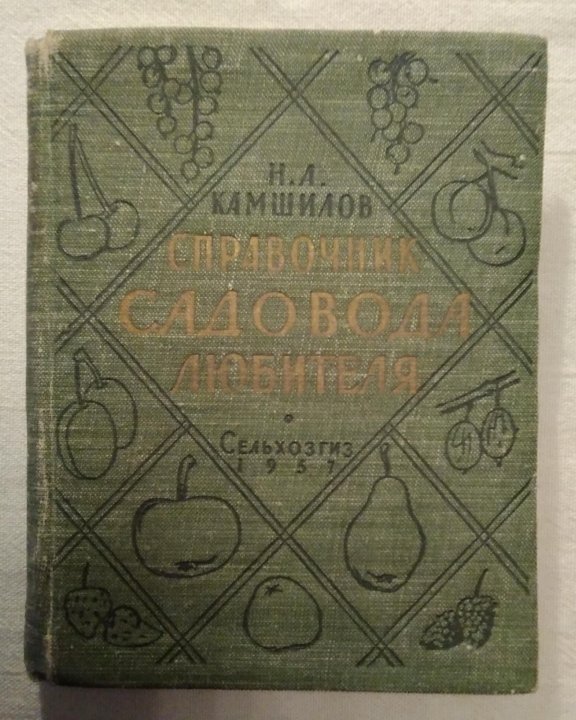 Н.А.
КАМШИЛОВ
СПРАВОЧНИК
САДОВОДА
ЛЮБИТЕЛЯ
•
СЕЛЬХОЗГИЗ
1957